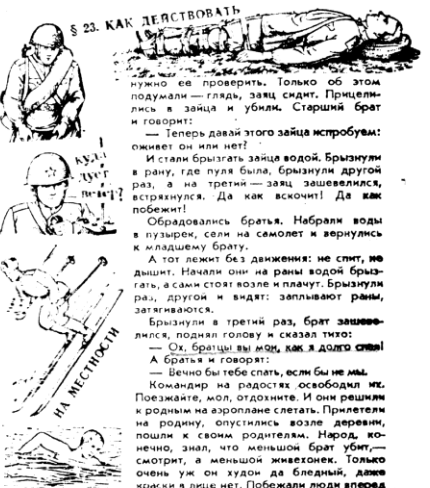 § 23. КАК ДЕЙСТВОВАТЬ
нужно ее проверить. Только об этом
подумали — глядь, заяц сидит. Прицели-
лись в зайца и убили. Старший брат
и говорит:
— Теперь давай этого зайца испробуем:
оживет он или нет?
И стали брызгать зайца водой. Брызнули
в рану, где пуля была, брызнули другой
раз, а на третий — заяц зашевелился,
встряхнулся. Да как вскочит! Да как
побежит!
Обрадовались братья. Набрали воды
в пузырек, сели на самолет и вернулись
к младшему брату.
А тот лежит без движения: не спит, не
дышит. Начали они на раны водой брыз-
гать, а сами стоят возле и плачут. Брызнули
раз, другой и видят: заплывают раны,
затягиваются.
Брызнули в третий раз, брат зашеве-
лился, поднял голову и сказал тихо:
— Ох, братцы вы мои, как я долго спал!
А братья и говорят:
— Вечно бы тебе спать, если бы не мы.
Командир на радостях освободил их.
Поезжайте, мол, отдохните. И они решили
к родным на аэроплане слетать. Прилетели
на родину, опустились возле деревни,
пошли к своим родителям. Народ, ко-
нечно, знал, что меньшой брат убит,—
смотрит, а меньшой живехонек. Только
очень уж он худой да бледный, даже
краски в лице нет. Побежали люди вперед
куда
дует
ветер?
НА МЕСТНОСТИ